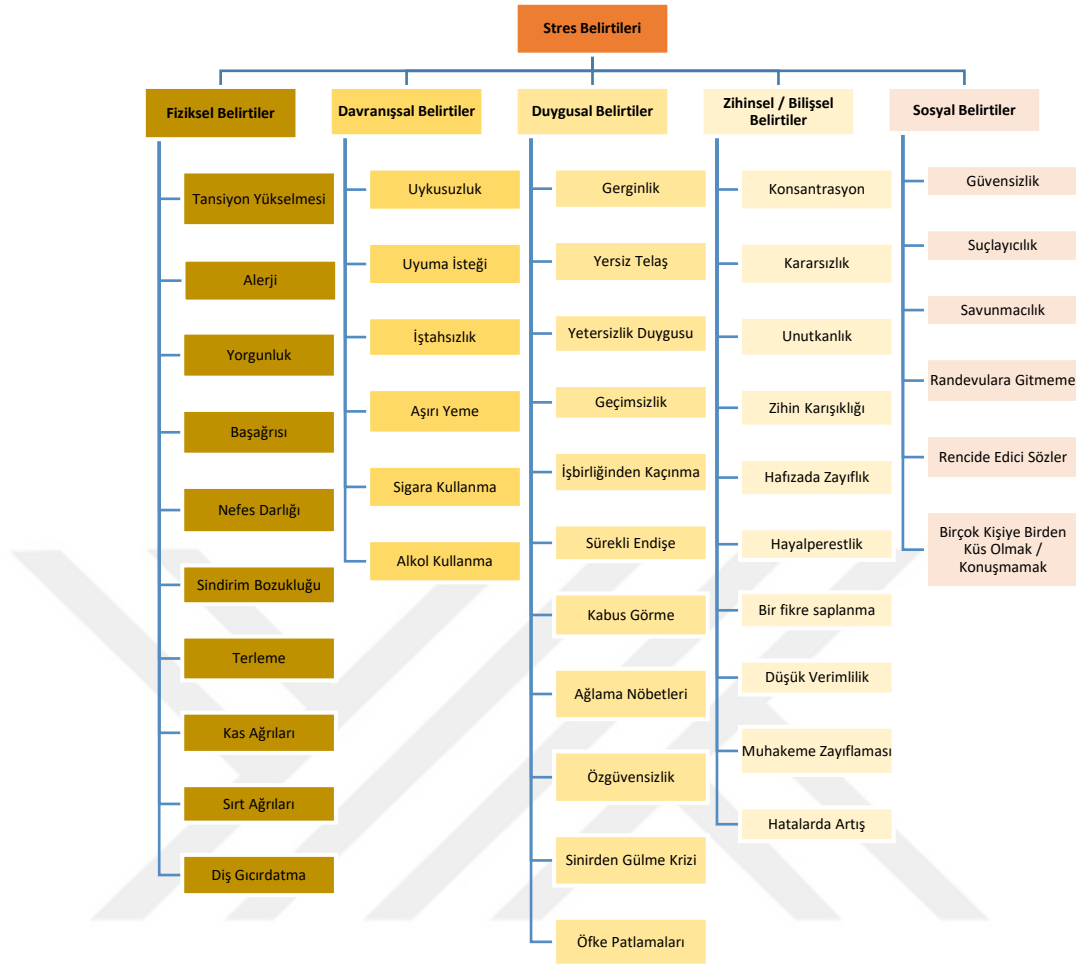 Stres Belirtileri
Fiziksel Belirtiler
Tansiyon Yükselmesi
Alerji
Yorgunluk
Başağrısı
Nefes Darlığı
Sindirim Bozukluğu
Terleme
Kas Ağrıları
Sırt Ağrıları
Diş Gıcırdatma
Davranışsal Belirtiler
Uykusuzluk
Uyuma İsteği
İştahsızlık
Aşırı Yeme
Sigara Kullanma
Alkol Kullanma
Duygusal Belirtiler
Gerginlik
Yersiz Telaş
Yetersizlik Duygusu
Geçimsizlik
İşbirliğinden Kaçınma
Sürekli Endişe
Kabus Görme
Ağlama Nöbetleri
Özgüvensizlik
Sinirden Gülme Krizi
Öfke Patlamaları
Zihinsel / Bilişsel
Belirtiler
Konsantrasyon
Kararsızlık
Unutkanlık
Zihin Karışıklığı
Hafızada Zayıflık
Hayalperestlik
Bir fikre saplanma
Düşük Verimlilik
Muhakeme Zayıflaması
Hatalarda Artış
Sosyal Belirtiler
Güvensizlik
Suçlayıcılık
Savunmacılık
Randevulara Gitmeme
Rencide Edici Sözler
Birçok Kişiye Birden
Küs Olmak /
Konuşmamak